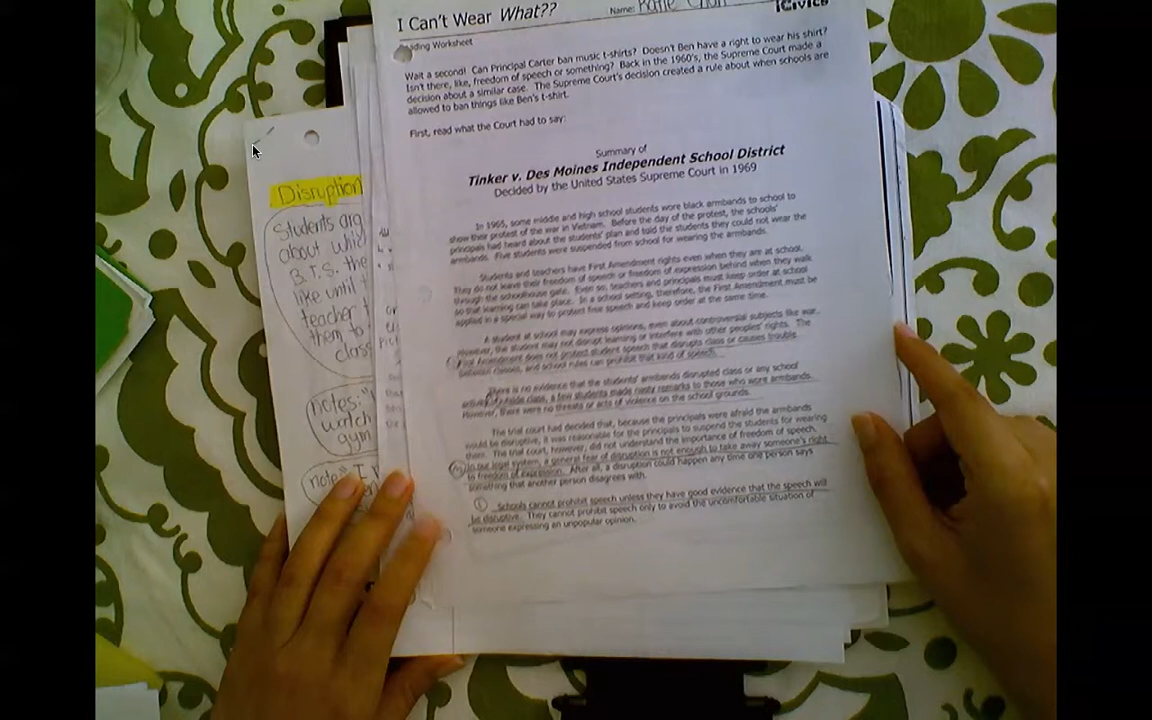 I Can't Wear What??
Name: Katie
iCivics
Reading Worksheet
Wait a second! Can Principal Carter ban music t-shirts? Doesn't Ben have a right to wear his shirt?
Isn't there, like, freedom of speech or something? Back in the 1960's, the Supreme Court made a
decision about a similar case. The Supreme Court's decision created a rule about when schools are
allowed to ban things like Ben's t-shirt.
First, read what the Court had to say:
Summary of
Tinker v. Des Moines Independent School District
Decided by the United States Supreme Court in 1969
In 1965, some middle and high school students wore black armbands to school to
show their protest of the war in Vietnam. Before the day of the protest, the schools'
principals had heard about the students' plan and told the students they could not wear the
armbands. Five students were suspended from school for wearing the armbands.
Students and teachers have First Amendment rights even when they are at school.
They do not leave their freedom of speech or freedom of expression behind when they walk
through the schoolhouse gate. Even so, teachers and principals must keep order at school
so that learning can take place. In a school setting, therefore, the First Amendment must be
applied in a special way to protect free speech and keep order at the same time.
A student at school may express opinions, even about controversial subjects like war.
However, the student may not disrupt learning or interfere with other peoples' rights. The
First Amendment does not protect student speech that disrupts class or causes trouble
between classes, and school rules can prohibit that kind of speech.
There is no evidence that the students' armbands disrupted class or any school
activity. Outside class, a few students made nasty remarks to those who wore armbands.
However, there were no threats or acts of violence on the school grounds.
The trial court had decided that, because the principals were afraid the armbands
would be disruptive, it was reasonable for the principals to suspend the students for wearing
them. The trial court, however, did not understand the importance of freedom of speech.
In our legal system, a general fear of disruption is not enough to take away someone's right
to freedom of expression. After all, a disruption could happen any time one person says
something that another person disagrees with.
Schools cannot prohibit speech unless they have good evidence that the speech will
be disruptive. They cannot prohibit speech only to avoid the uncomfortable situation of
someone expressing an unpopular opinion.
Disruption
Students arg
about whic
B.T.S. the
like until t
teacher t
them to
class
notes: "
watch
gym
note: "I